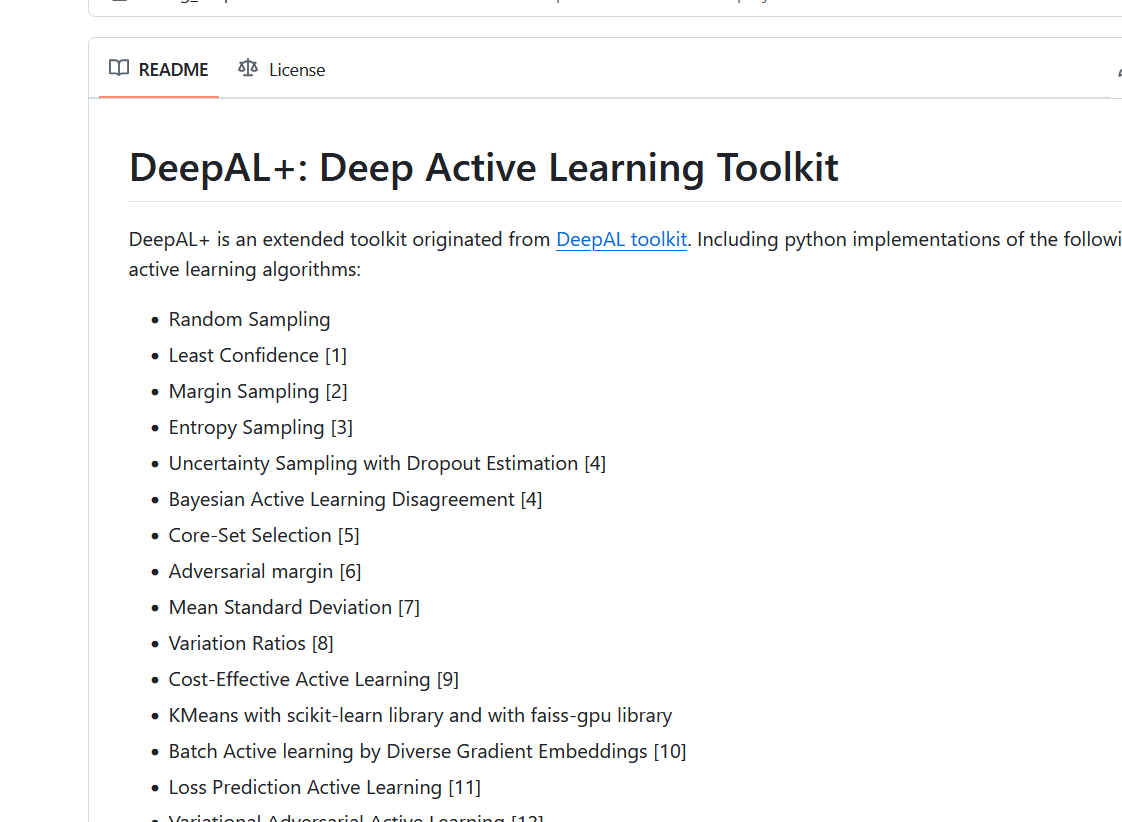 README
License
DeepAL+: Deep Active Learning Toolkit
DeepAL+ is an extended toolkit originated from DeepAL toolkit. Including python implementations of the
active learning algorithms:
• Random Sampling
• Least Confidence [1]
• Margin Sampling [2]
• Entropy Sampling [3]
• Uncertainty Sampling with Dropout Estimation [4]
• Bayesian Active Learning Disagreement [4]
• Core-Set Selection [5]
• Adversarial margin [6]
• Mean Standard Deviation [7]
• Variation Ratios [8]
• Cost-Effective Active Learning [9]
• KMeans with scikit-learn library and with faiss-gpu library
• Batch Active learning by Diverse Gradient Embeddings [10]
• Loss Prediction Active Learning [11]
• Variational Adversarial Active Learning